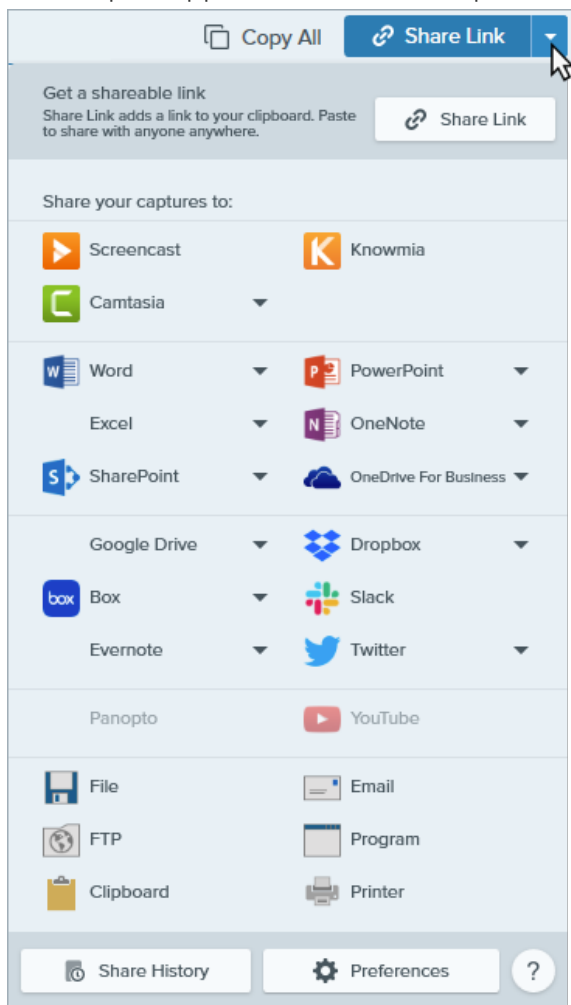 Copy All
Share Link
Get a shareable link
Share Link adds a link to your clipboard. Paste
to share with anyone anywhere.
Share Link
Share your captures to:
Screencast
Knowmia
Camtasia
Word
PowerPoint
Excel
OneNote
SharePoint
OneDrive For Business
Google Drive
Dropbox
box
Box
Slack
Evernote
Twitter
Panopto
YouTube
File
Email
FTP
Program
Clipboard
Printer
Share History
Preferences
?